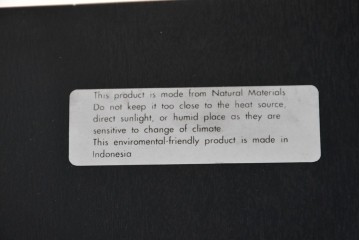 This product is made from Natural Materials
Do not keep it too close to the heat source,
direct sunlight, or humid place as they are
sensitive to change of climate
This enviromental-friendly product is made in
Indonesia